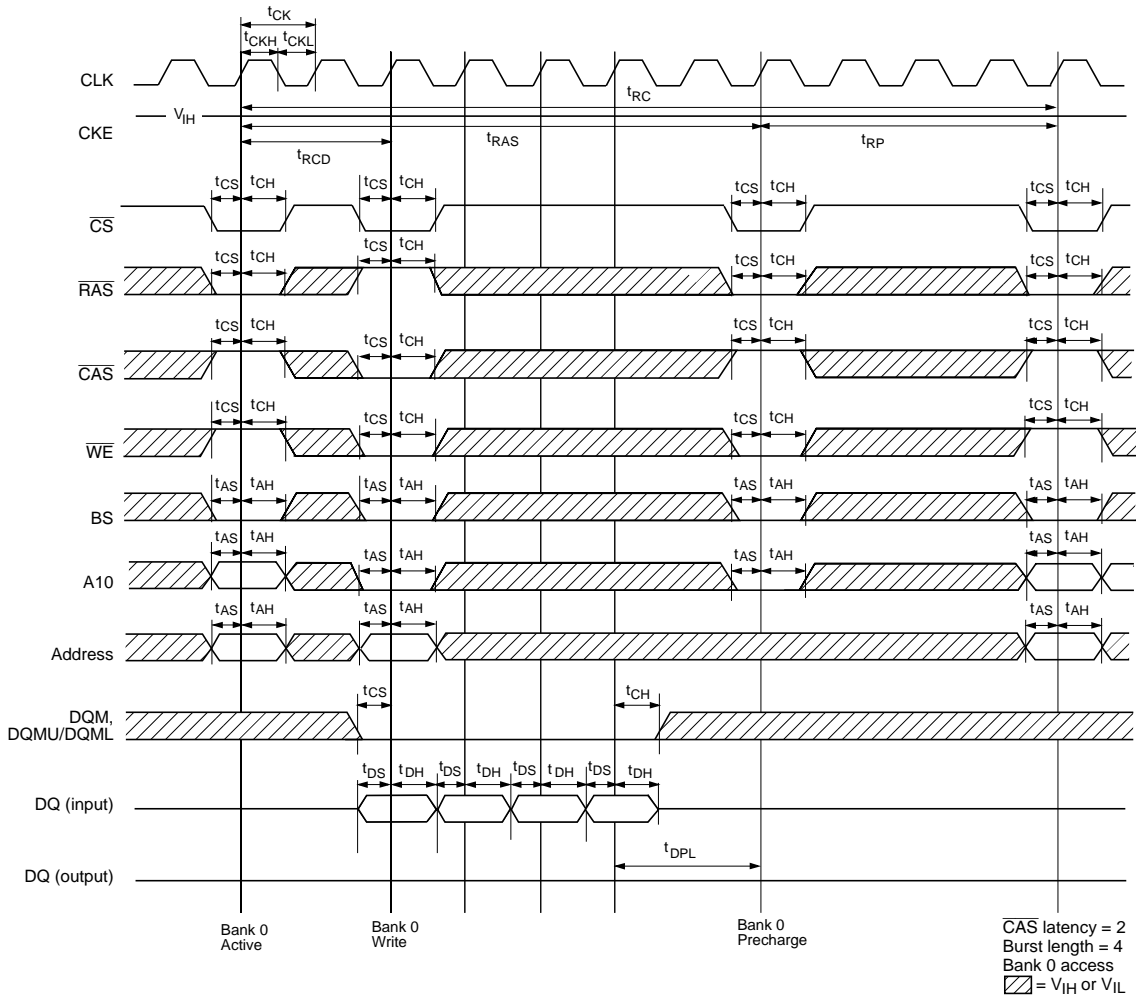 tCK
tCKH tCKL
CLK
tRC
VIH
CKE
tRAS tRP
tRCD
tCS tCH tCS tCH tCS tCH tCS tCH
CS
tCS tCH tCS tCH tCS tCH tCS tCH
RAS
tCS tCH tCS tCH tCS tCH tCS tCH
CAS
tCS tCH tCS tCH tCS tCH tCS tCH
WE
tAS tAH tAS tAH tAS tAH tAS tAH
BS
tAS tAH tAS tAH tAS tAH tAS tAH
A10
tAS tAH tAS tAH tAS tAH
Address
tCS tCH
DQM,
DQMU/DQML
tDS tDH tDS tDH tDS tDH tDS tDH
DQ (input)
tDPL
DQ (output)
Bank 0
Active
Bank 0
Write
Bank 0
Precharge
CAS latency = 2
Burst length = 4
Bank 0 access
= VIH or VIL